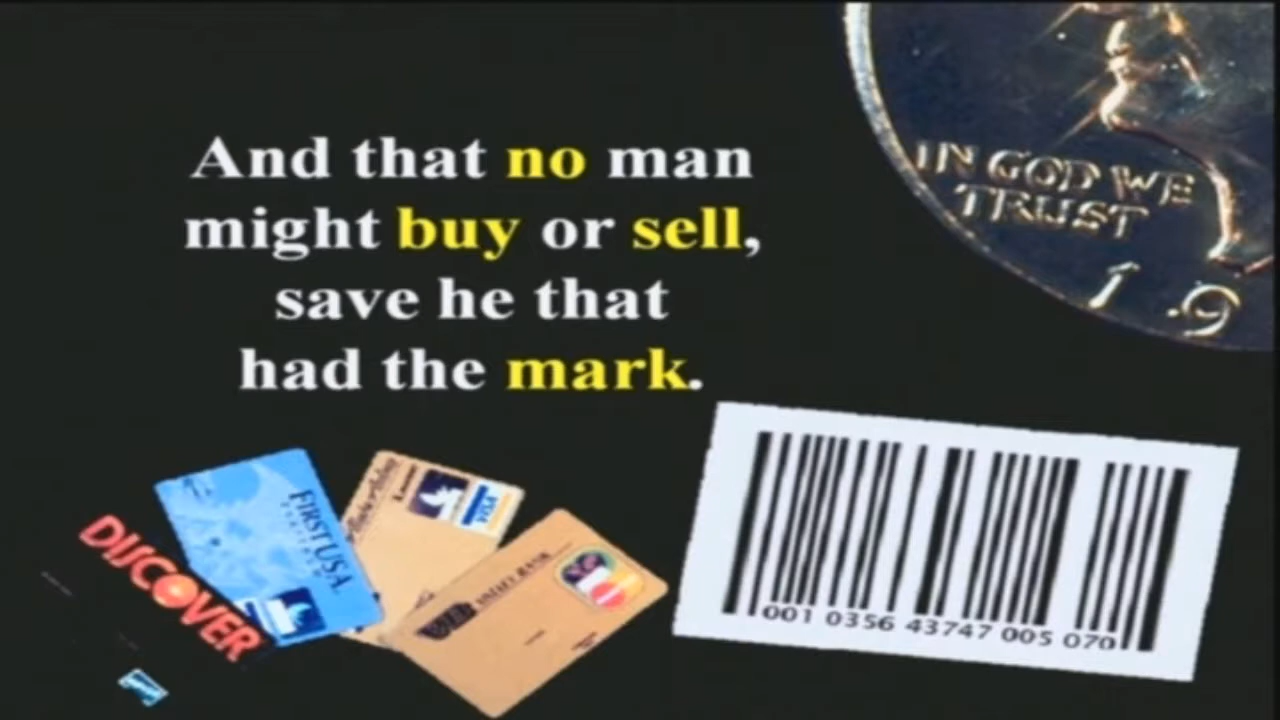 And that no man
might buy or sell,
save he that
had the mark.
IN GOD WE
TRUST
19
FIRST USA
VISA
DISCOVER
001 0356 43747 005 070